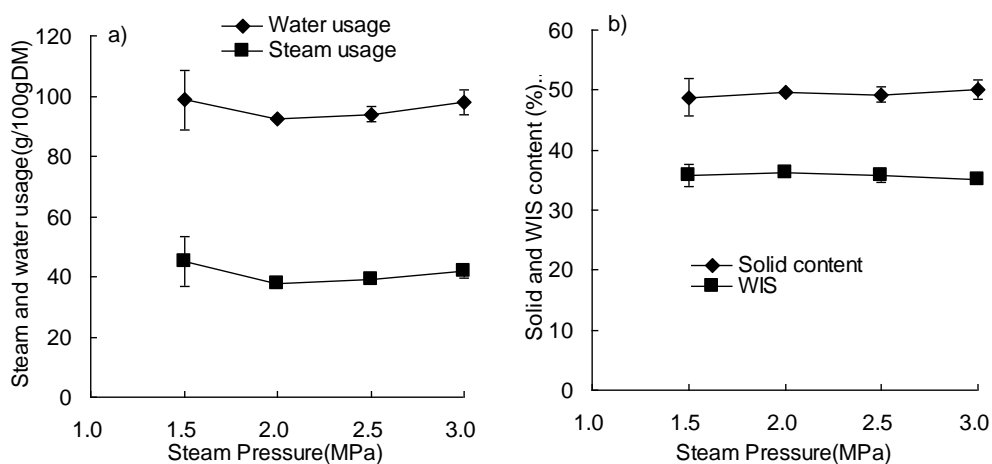 a)
Water usage
Steam usage
Steam and water usage(g/100gDM)
120
100
80
60
40
20
0
1.0 1.5 2.0 2.5 3.0
Steam Pressure(MPa)
b)
Solid and WIS content (%)..
60
50
40
30
20
10
0
Solid content
WIS
1.0 1.5 2.0 2.5 3.0
Steam Pressure(MPa)